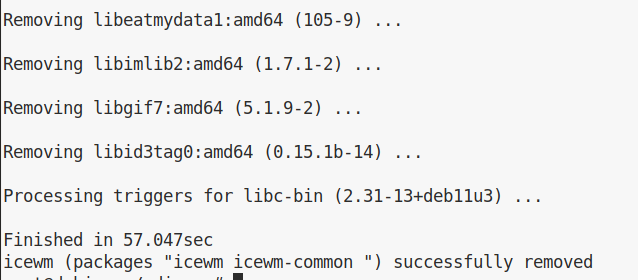 Removing libeatmydata1:amd64 (105-9) ...
Removing libimlib2:amd64 (1.7.1-2) ...
Removing libgif7:amd64 (5.1.9-2) ...
Removing libid3tag0:amd64 (0.15.1b-14) ...
Processing triggers for libc-bin (2.31-13+deb11u3) ...
Finished in 57.047sec
icewm (packages "icewm icewm-common ") successfully removed